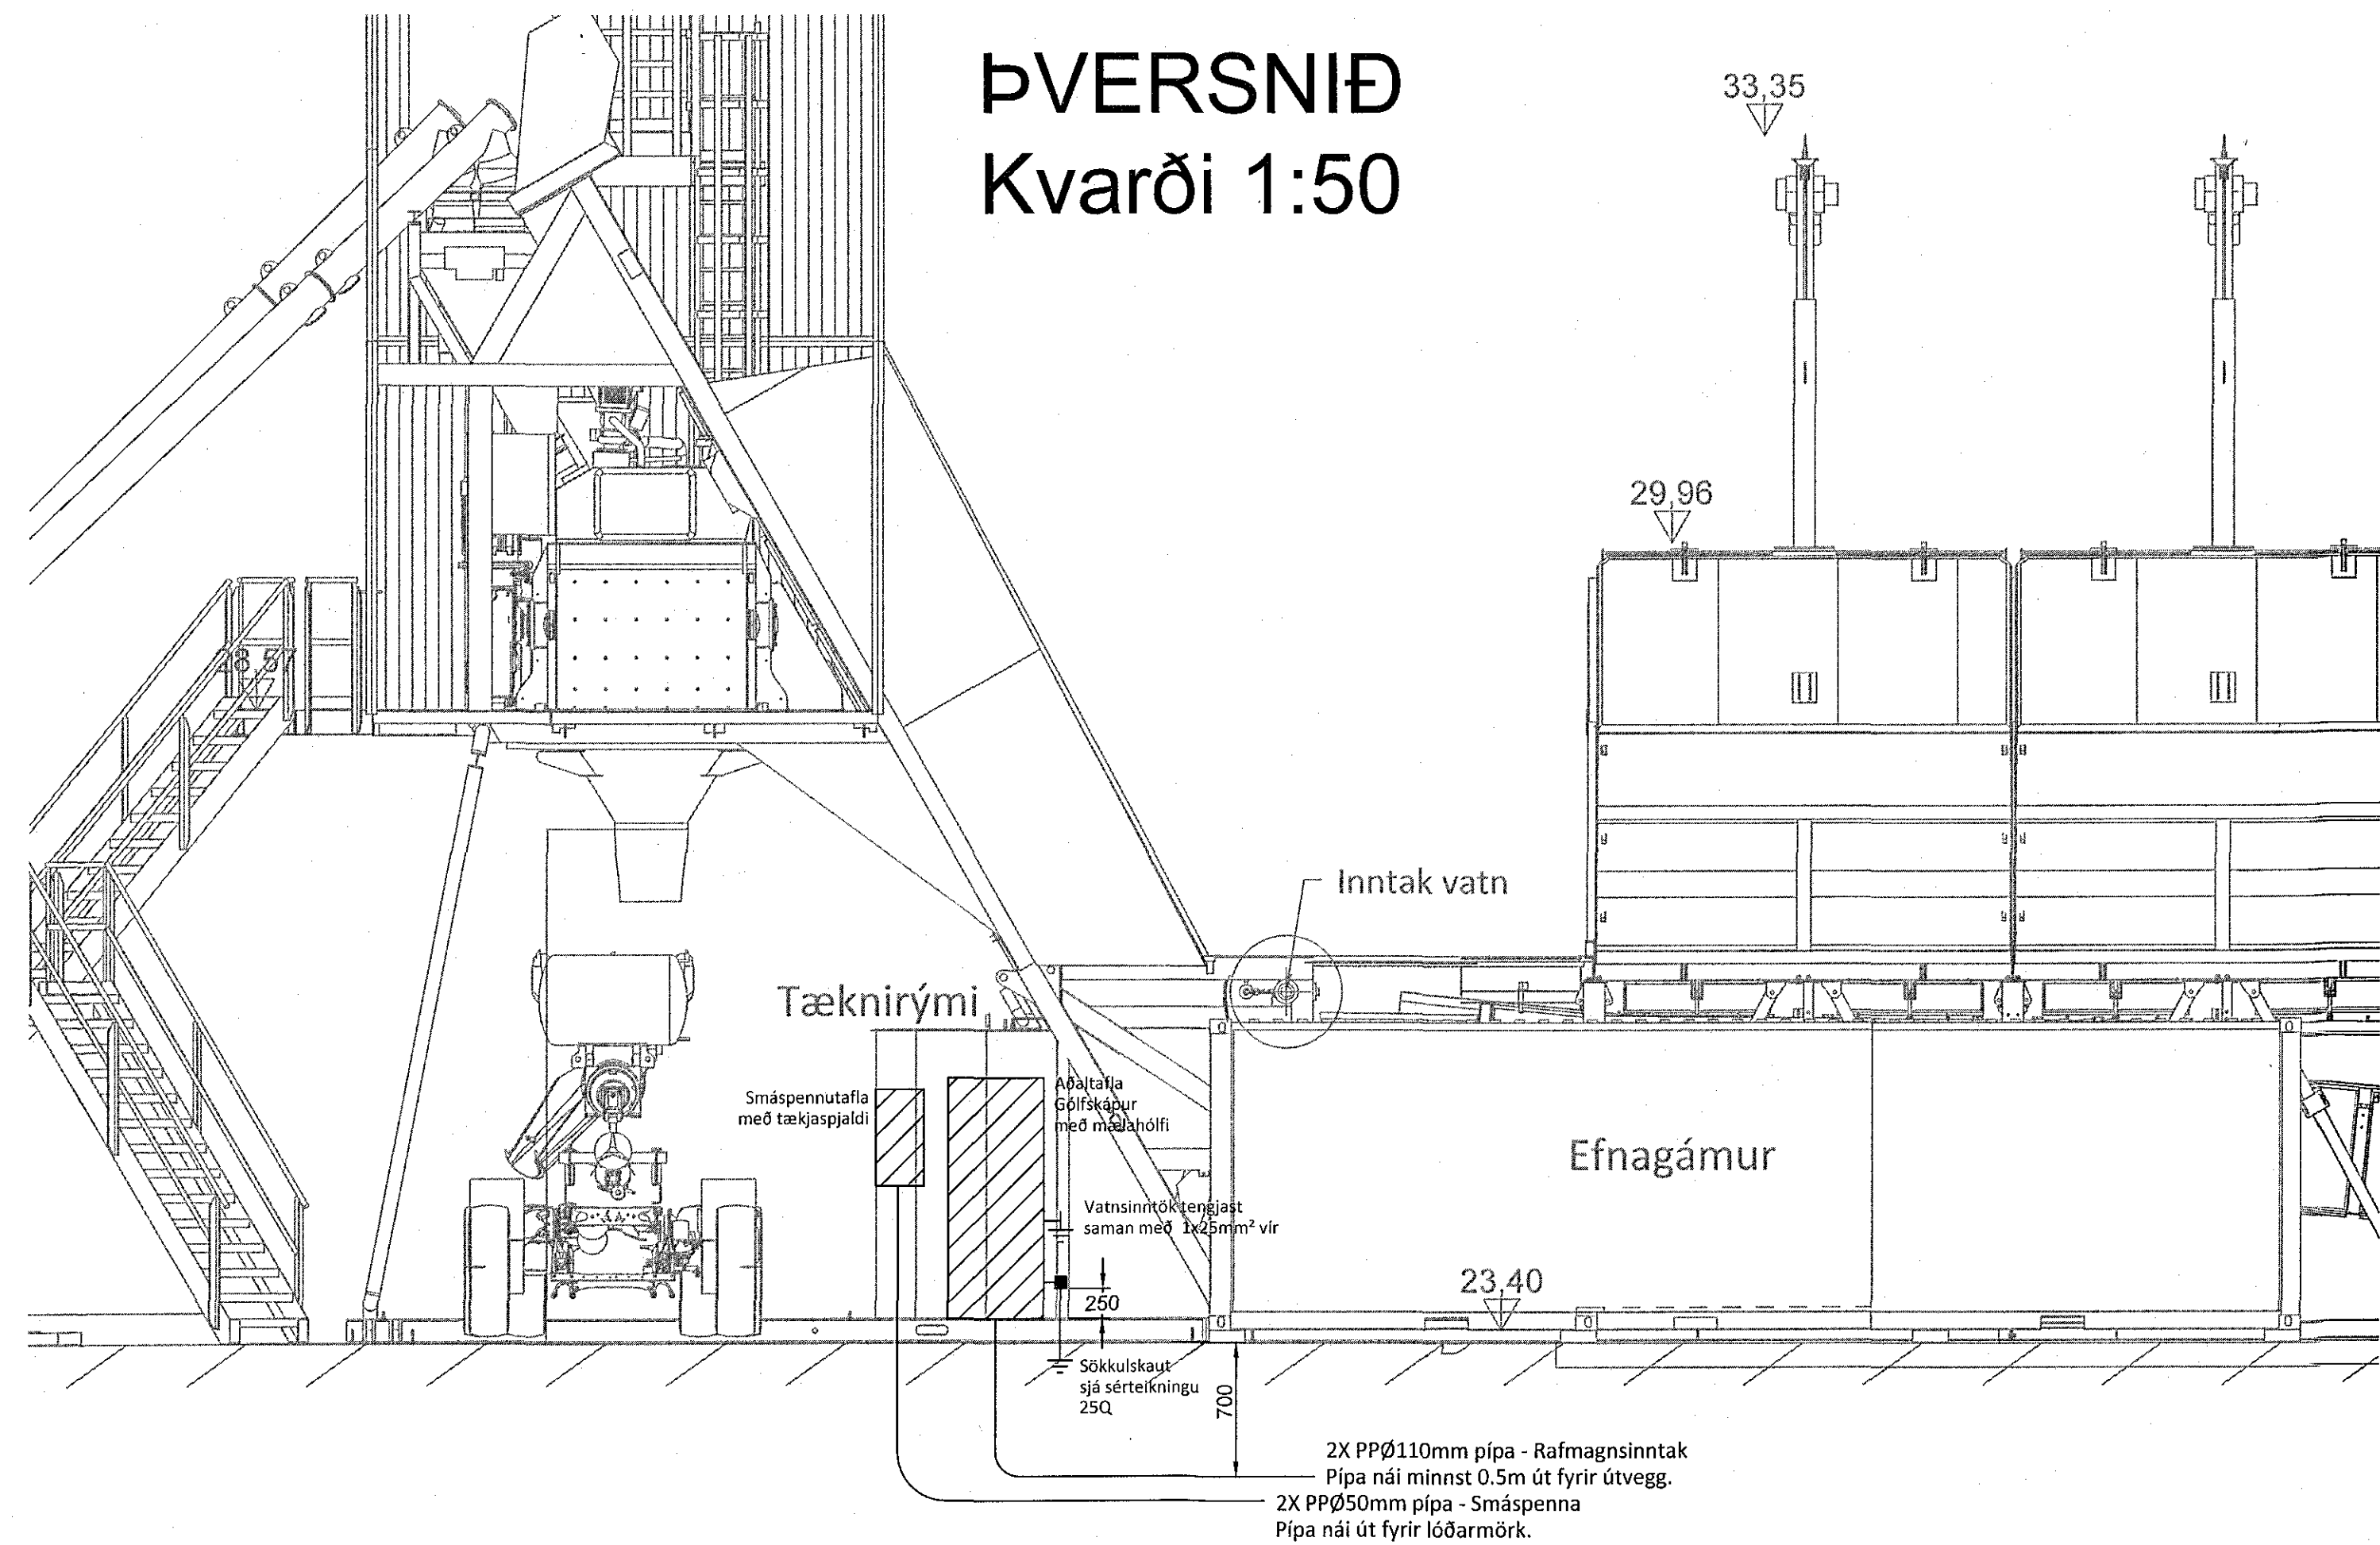 ÞVERSNIÐ
Kvarði 1:50
33,35
29,96
28,57
Inntak vatn
Tæknirými
Smáspennutafla
með tækjaspjaldi
Aðaltafla
Gólfskápur
með mælahólfi
Efnagámur
Vatnsinntök tengjast
saman með 1x25mm² vír
23,40
250
Sökkulskaut
sjá sérteikningu
25Q
700
2X PPØ110mm pípa - Rafmagnsinntak
Pípa nái minnst 0.5m út fyrir útvegg.
2X PPØ50mm pípa - Smáspenna
Pípa nái út fyrir lóðarmörk.